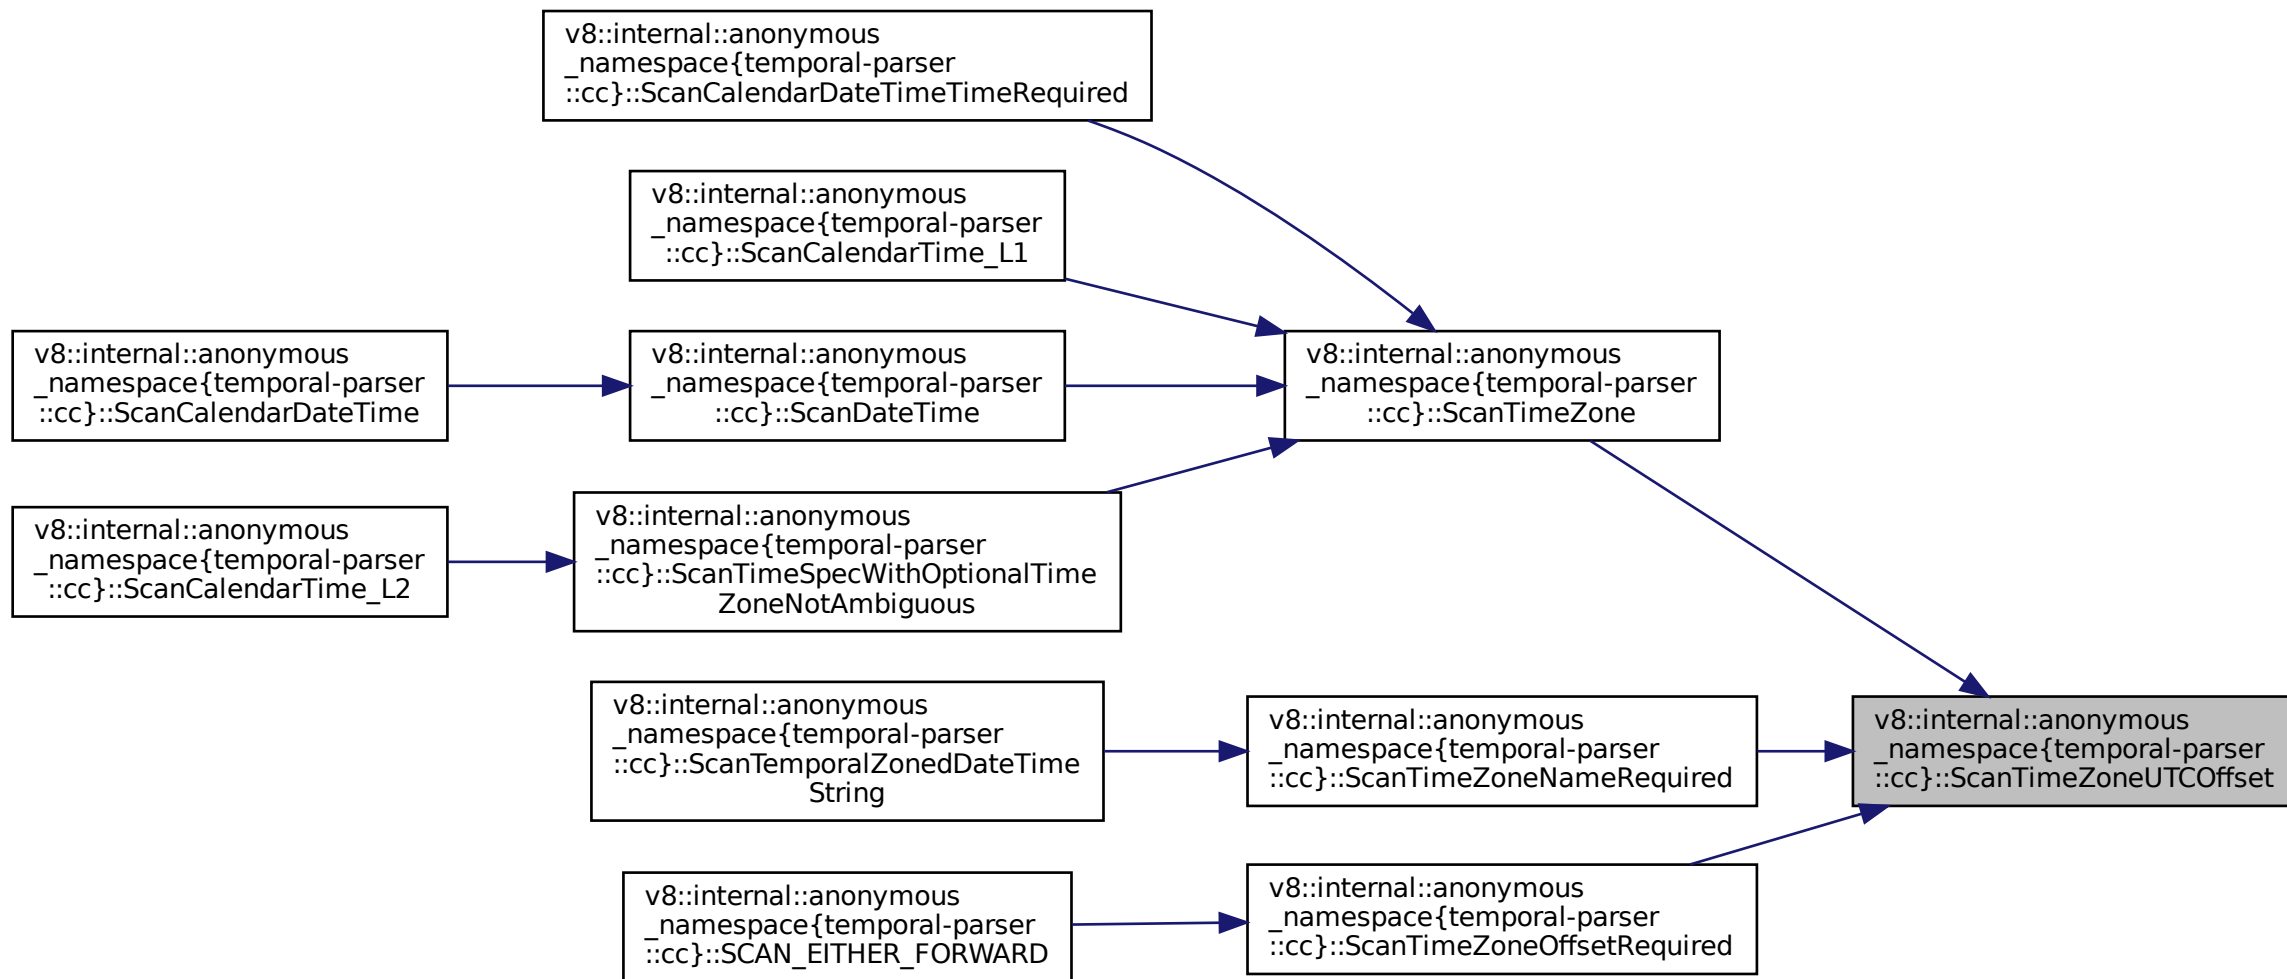 v8::internal::anonymous
_namespace{temporal-parser
::cc}::ScanCalendarDateTimeTimeRequired
v8::internal::anonymous
_namespace{temporal-parser
::cc}::ScanCalendarTime_L1
v8::internal::anonymous
_namespace{temporal-parser
::cc}::ScanCalendarDateTime
v8::internal::anonymous
_namespace{temporal-parser
::cc}::ScanDateTime
v8::internal::anonymous
_namespace{temporal-parser
::cc}::ScanTimeZone
v8::internal::anonymous
_namespace{temporal-parser
::cc}::ScanCalendarTime_L2
v8::internal::anonymous
_namespace{temporal-parser
::cc}::ScanTimeSpecWithOptionalTime
ZoneNotAmbiguous
v8::internal::anonymous
_namespace{temporal-parser
::cc}::ScanTemporalZonedDateTime
String
v8::internal::anonymous
_namespace{temporal-parser
::cc}::ScanTimeZoneNameRequired
v8::internal::anonymous
_namespace{temporal-parser
::cc}::ScanTimeZoneUTCOffset
v8::internal::anonymous
_namespace{temporal-parser
::cc}::SCAN_EITHER_FORWARD
v8::internal::anonymous
_namespace{temporal-parser
::cc}::ScanTimeZoneOffsetRequired